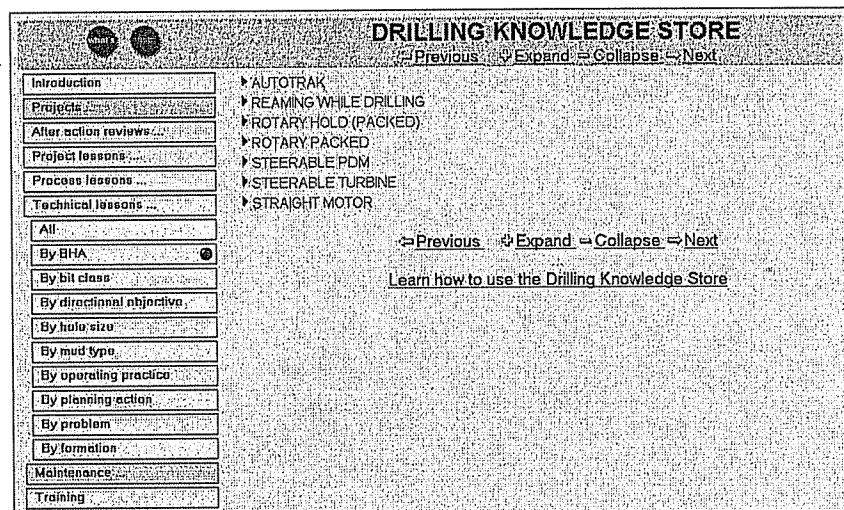 DRILLING KNOWLEDGE STORE
Previous Expand Collapse Next
Introduction
Projects
After action reviews ...
Project lessons ...
Process lessons ...
Technical lessons ...
All
By BHA
By bit class
By directional objective
By hole size
By mud type
By operating practice
By planning action
By problem
By formation
Maintenance ...
Training
AUTOTRAK
REAMING WHILE DRILLING
ROTARY HOLD (PACKED)
ROTARY PACKED
STEERABLE PDM
STEERABLE TURBINE
STRAIGHT MOTOR
Previous Expand Collapse Next
Learn how to use the Drilling Knowledge Store